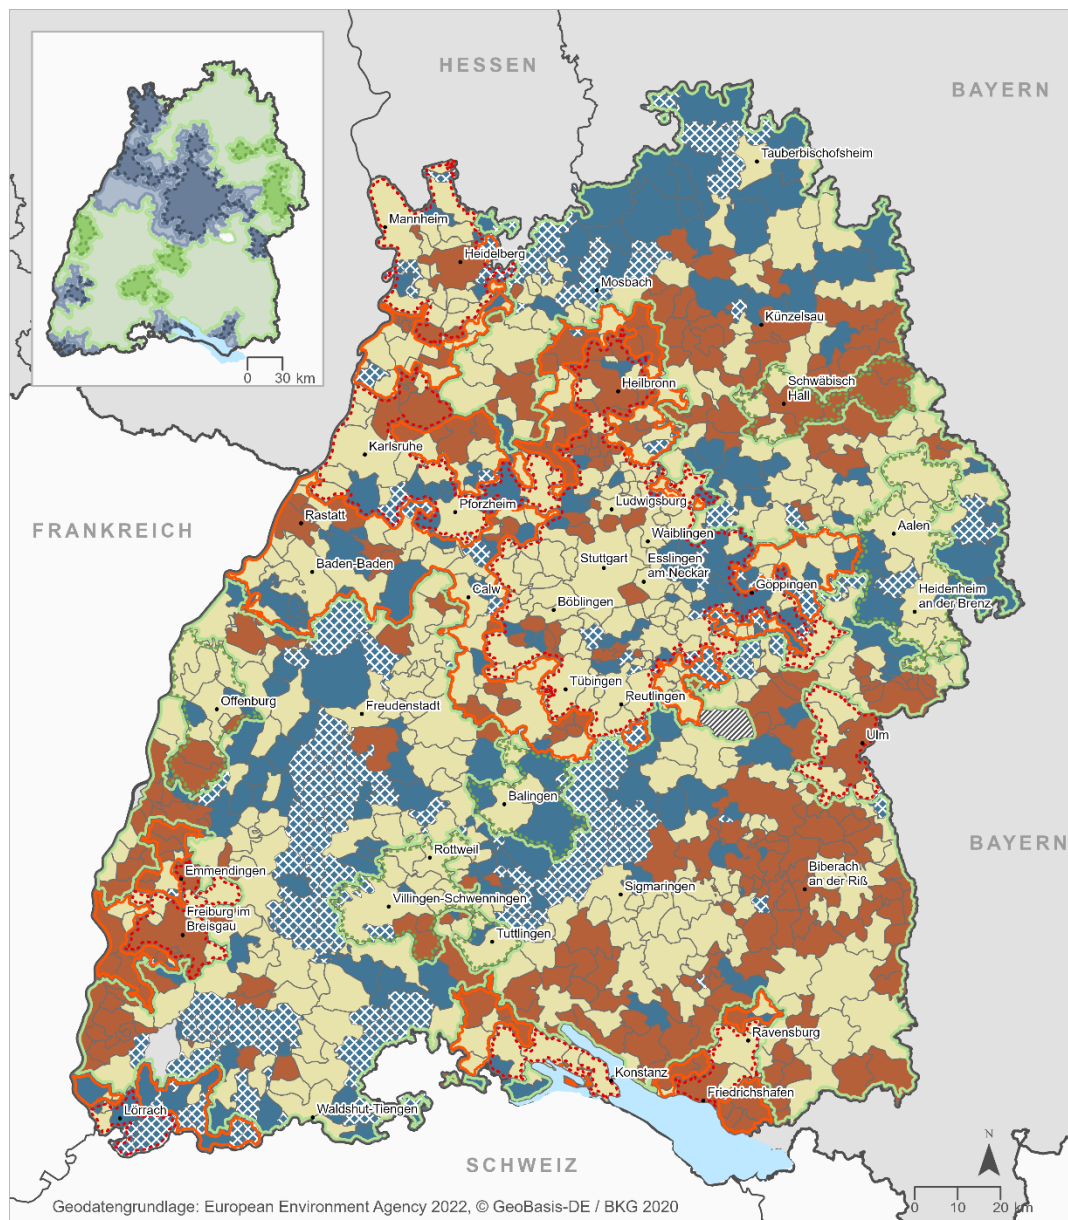 HESSEN
BAYERN
0 30 km
Tauberbischofsheim
Mannheim
Heidelberg
Mosbach
Künzelsau
Heilbronn
Schwäbisch
Hall
Karlsruhe
Ludwigsburg
Pforzheim
Rastatt
FRANKREICH
Aalen
Waiblingen
Stuttgart
Esslingen
am Neckar
Baden-Baden
Göppingen
Calw
Heidenheim
an der Brenz
Böblingen
Tübingen
Reutlingen
Offenburg
Freudenstadt
Ulm
Balingen
BAYERN
Rottweil
Emmendingen
Biberach
an der Riß
Sigmaringen
Villingen-Schwenningen
Freiburg im
Breisgau
Tuttlingen
Ravensburg
Konstanz
Friedrichshafen
Lörrach
Waldshut-Tiengen
SCHWEIZ
N
0 10 20 km
Geodatengrundlage: European Environment Agency 2022, © GeoBasis-DE / BKG 2020